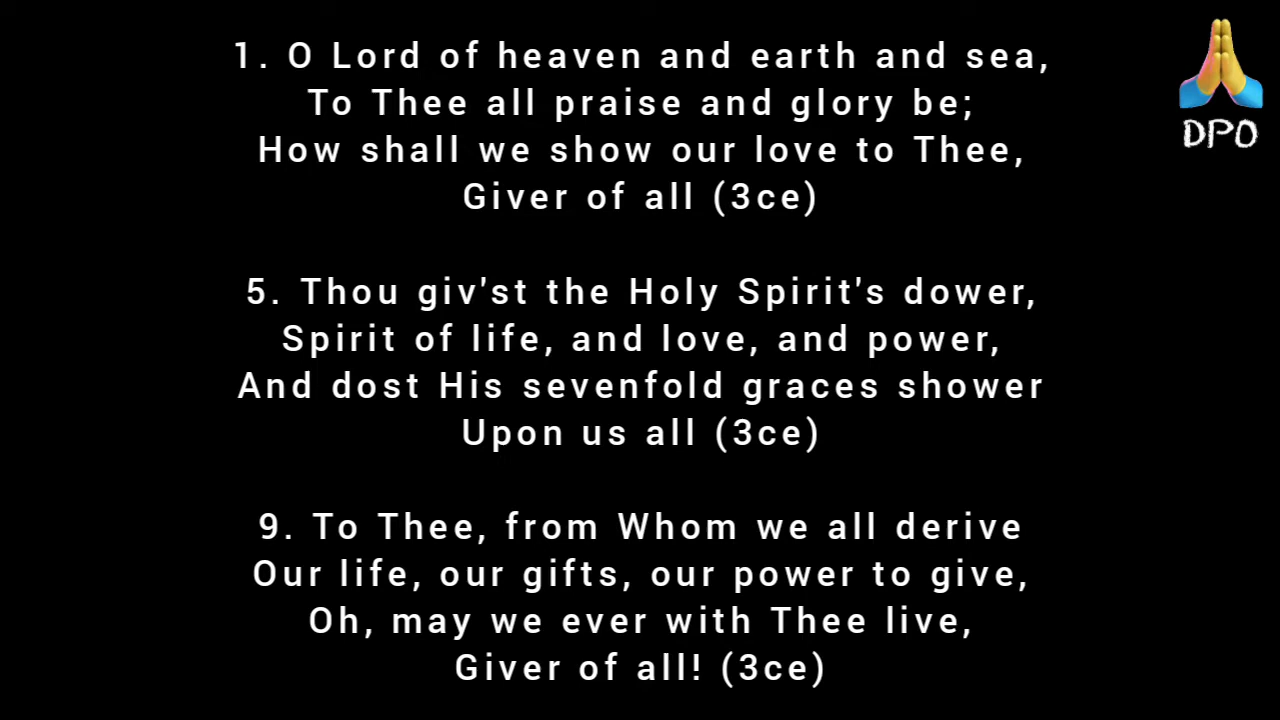 1. O Lord of heaven and earth and sea,
To Thee all praise and glory be;
How shall we show our love to Thee,
Giver of all (3ce)
5. Thou giv'st the Holy Spirit's dower,
Spirit of life, and love, and power,
And dost His sevenfold graces shower
Upon us all (3ce)
9. To Thee, from Whom we all derive
Our life, our gifts, our power to give,
Oh, may we ever with Thee live,
Giver of all! (3ce)
DPO